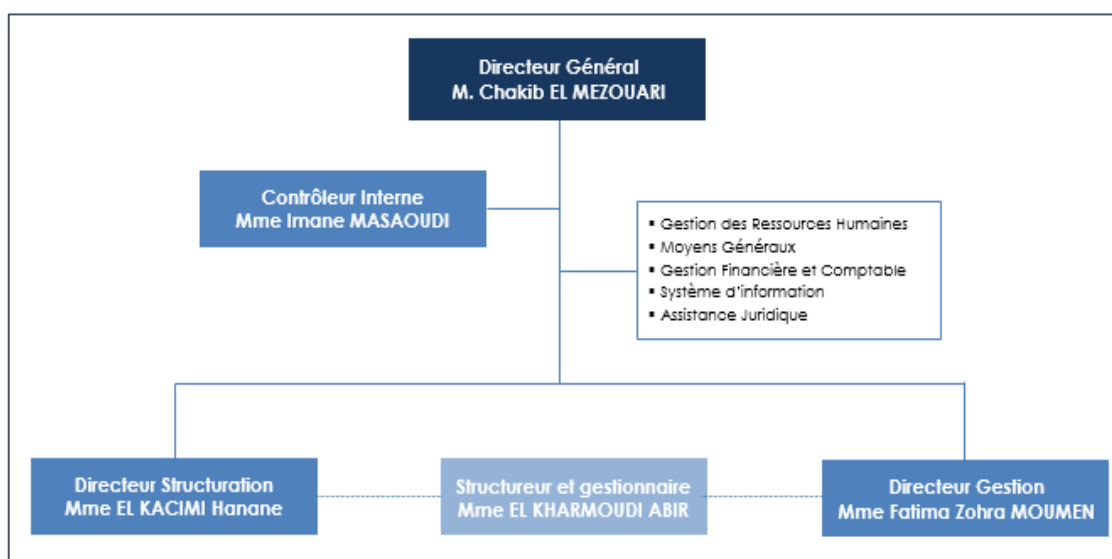 Directeur Général
M. Chakib EL MEZOUARI
Contrôleur Interne
Mme Imane MASAOUDI
▪ Gestion des Ressources Humaines
▪ Moyens Généraux
▪ Gestion Financière et Comptable
▪ Système d'information
▪ Assistance Juridique
Directeur Structuration
Mme EL KACIMI Hanane
Structureur et gestionnaire
Mme EL KHARMOUDI ABIR
Directeur Gestion
Mme Fatima Zohra MOUMEN